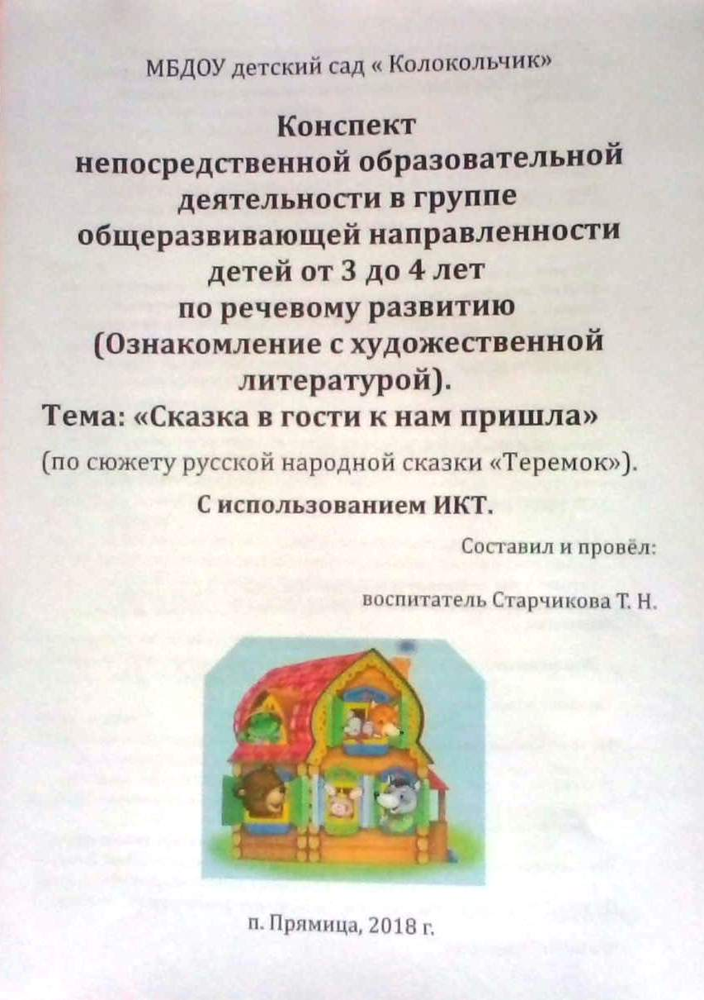 МБДОУ детский сад « Колокольчик»
Конспект
непосредственной образовательной
деятельности в группе
общеразвивающей направленности
детей от 3 до 4 лет
по речевому развитию
(Ознакомление с художественной
литературой).
Тема: «Сказка в гости к нам пришла»
(по сюжету русской народной сказки «Теремок»).
С использованием ИКТ.
Составил и провёл:
воспитатель Старчикова Т. Н.
п. Прямица, 2018 г.